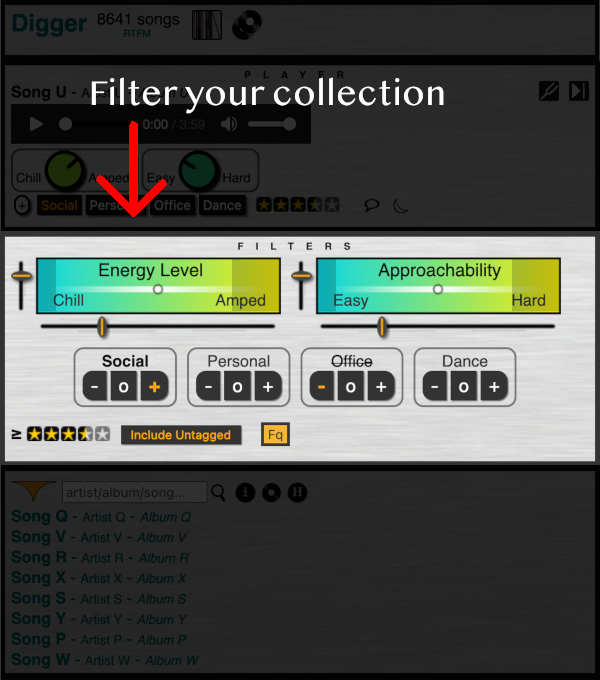 Digger 8641 songs
RTFM
PLAYER
Filter your collection
Song U -
0:00 / 3:59
Chill Amped Easy Hard
Social Person Office Dance
FILTERS
Energy Level Approachability
Chill Amped Easy Hard
Social Personal Office Dance
- o + - o + - o + - o +
≥ Include Untagged Fq
artist/album/song... i H
Song Q - Artist Q - Album Q
Song V - Artist V - Album V
Song R - Artist R - Album R
Song X - Artist X - Album X
Song S - Artist S - Album S
Song Y - Artist Y - Album Y
Song P - Artist P - Album P
Song W - Artist W - Album W